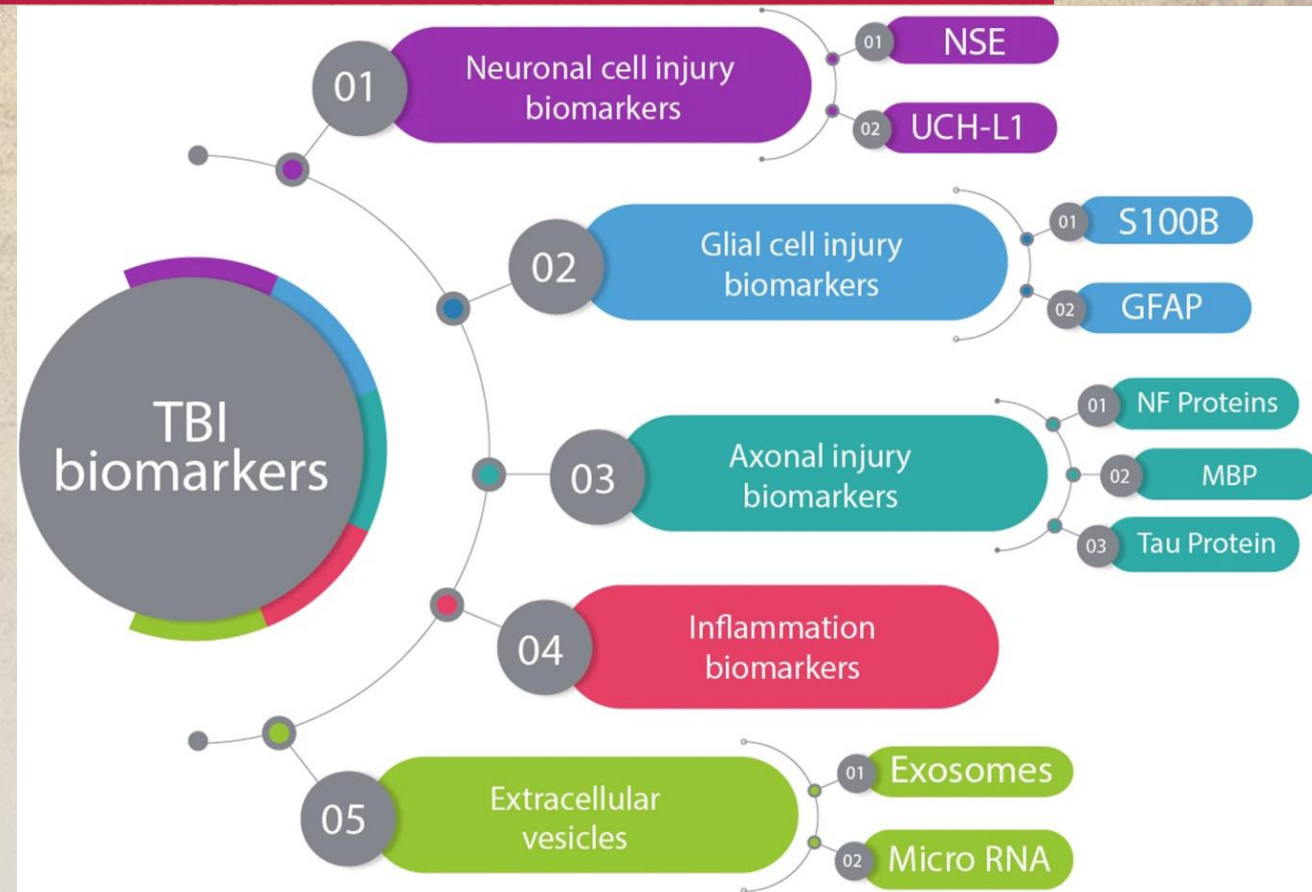 TBI
biomarkers
01
Neuronal cell injury
biomarkers
01
NSE
02
UCH-L1
02
Glial cell injury
biomarkers
01
S100B
02
GFAP
03
Axonal injury
biomarkers
01
NF Proteins
02
MBP
03
Tau Protein
04
Inflammation
biomarkers
05
Extracellular
vesicles
01
Exosomes
02
Micro RNA